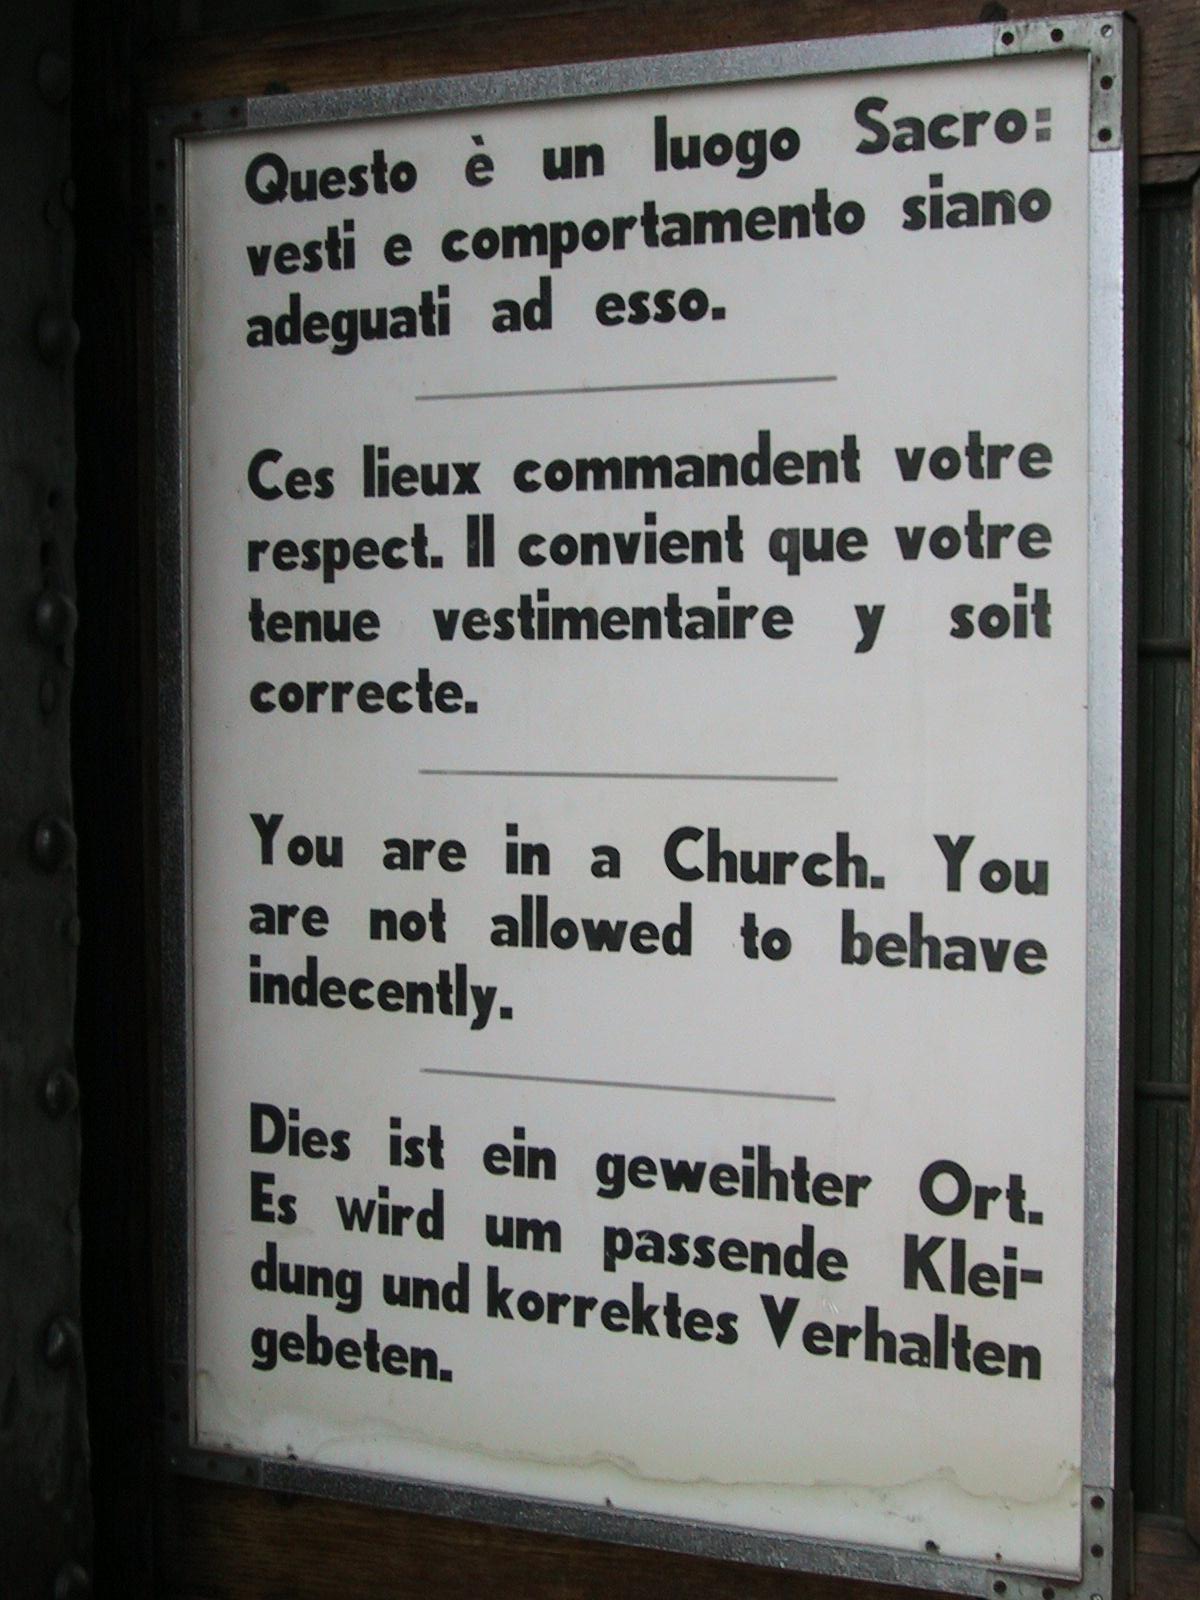 Questo è un luogo Sacro:
vesti e comportamento siano
adeguati ad esso.
Ces lieux commandent votre
respect. Il convient que votre
tenue vestimentaire y soit
correcte.
You are in a Church. You
are not allowed to behave
indecently.
Dies ist ein geweihter Ort.
Es wird um passende Klei-
dung und korrektes Verhalten
gebeten.